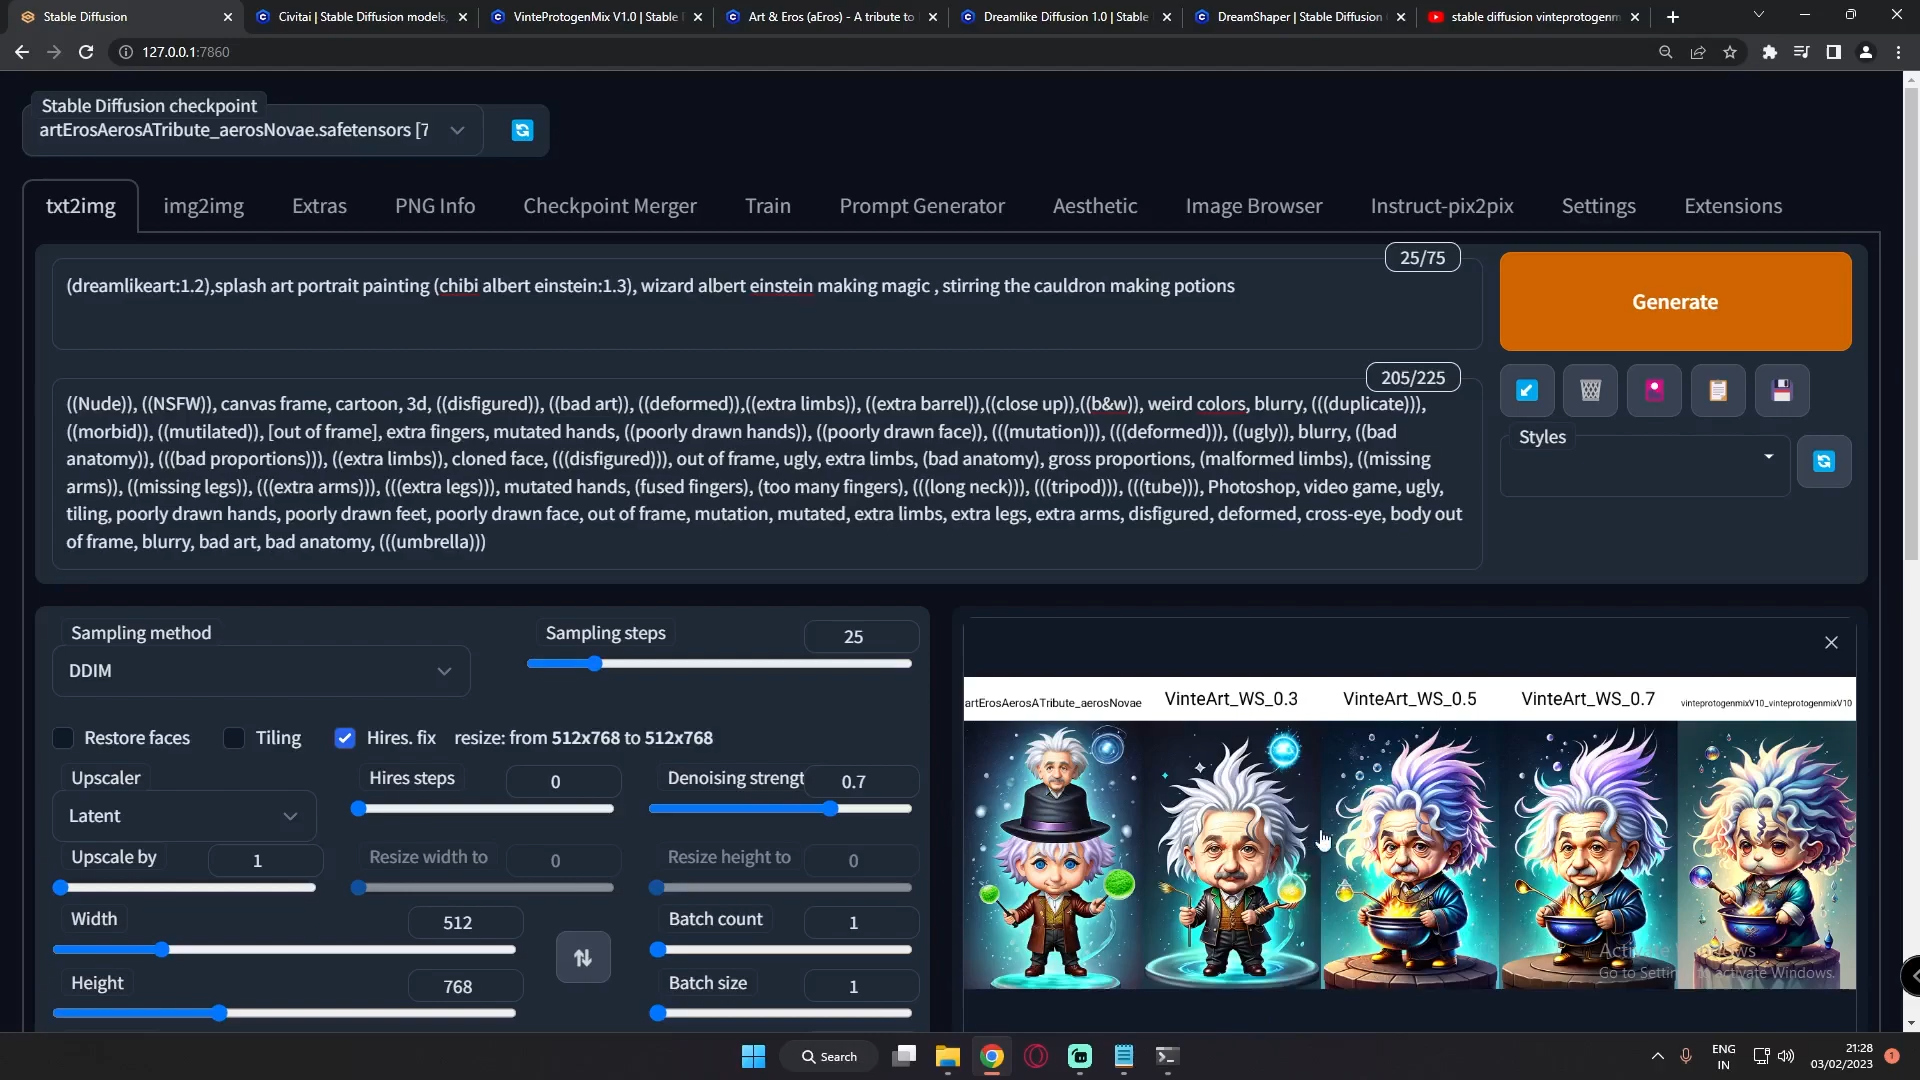 Stable Diffusion
Civitai | Stable Diffusion models,
VinteProtogenMix V1.0 | Stable
Art & Eros (aEros) - A tribute to
Dreamlike Diffusion 1.0 | Stable
DreamShaper | Stable Diffusion
stable diffusion vinteprotogenm
127.0.0.1:7860
Stable Diffusion checkpoint
artErosAerosATribute_aerosNovae.safetensors [7
txt2img
img2img
Extras
PNG Info
Checkpoint Merger
Train
Prompt Generator
Aesthetic
Image Browser
Instruct-pix2pix
Settings
Extensions
25/75
(dreamlikeart:1.2),splash art portrait painting (chibi albert einstein:1.3), wizard albert einstein making magic , stirring the cauldron making potions
Generate
205/225
((Nude)), ((NSFW)), canvas frame, cartoon, 3d, ((disfigured)), ((bad art)), ((deformed)),((extra limbs)), ((extra barrel)),((close up)),((b&w)), weird colors, blurry, (((duplicate))),
((morbid)), ((mutilated)), [out of frame], extra fingers, mutated hands, ((poorly drawn hands)), ((poorly drawn face)), (((mutation))), (((deformed))), ((ugly)), blurry, ((bad
anatomy)), (((bad proportions))), ((extra limbs)), cloned face, (((disfigured))), out of frame, ugly, extra limbs, (bad anatomy), gross proportions, (malformed limbs), ((missing
arms)), ((missing legs)), (((extra arms))), (((extra legs))), mutated hands, (fused fingers), (too many fingers), (((long neck))), (((tripod))), (((tube))), Photoshop, video game, ugly,
tiling, poorly drawn hands, poorly drawn feet, poorly drawn face, out of frame, mutation, mutated, extra limbs, extra legs, extra arms, disfigured, deformed, cross-eye, body out
of frame, blurry, bad art, bad anatomy, (((umbrella)))
Styles
Sampling method
DDIM
Sampling steps
25
Restore faces
Tiling
Hires. fix
resize: from 512x768 to 512x768
Upscaler
Latent
Hires steps
0
Denoising strengt
0.7
Upscale by
1
Resize width to
0
Resize height to
0
Width
512
Batch count
1
Height
768
Batch size
1
artErosAerosATribute_aerosNovae
VinteArt_WS_0.3
VinteArt_WS_0.5
VinteArt_WS_0.7
vinteprotogenmixV10_vinteprotogenmixV10
Activate Windows
Go to Settin to activate Windows.
Search
ENG
IN
21:28
03/02/2023
1